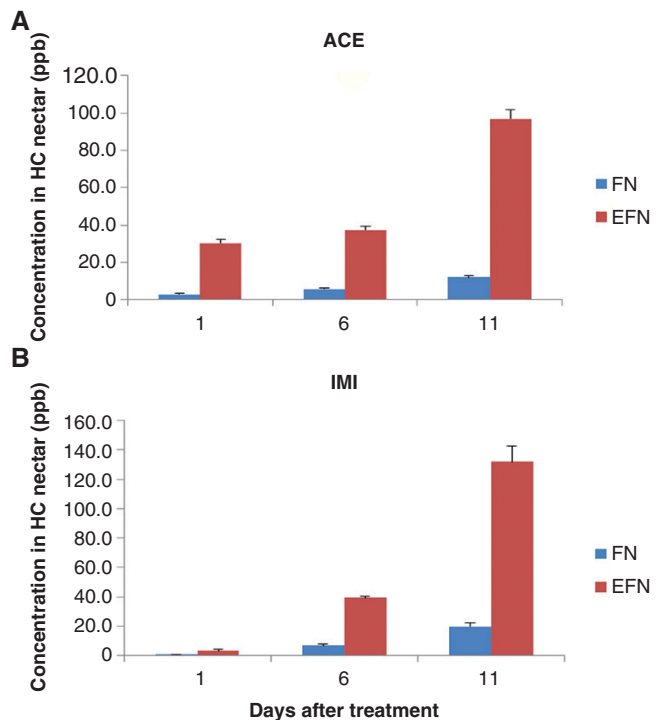 A
ACE
Concentration in HC nectar (ppb)
120.0
100.0
80.0
60.0
40.0
20.0
0
1 6 11
FN
EFN
B
IMI
Concentration in HC nectar (ppb)
160.0
140.0
120.0
100.0
80.0
60.0
40.0
20.0
0
1 6 11
FN
EFN
Days after treatment